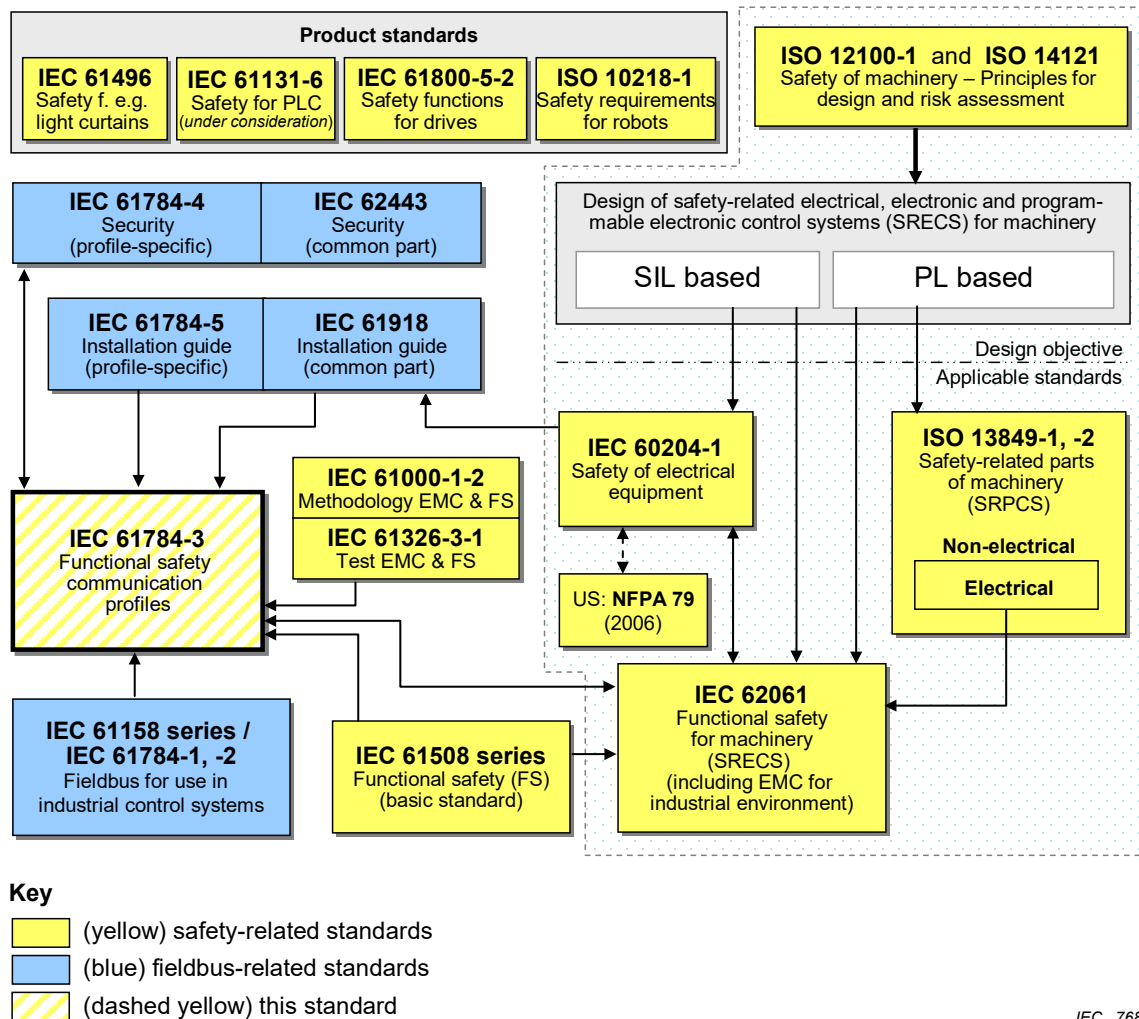 Product standards
IEC 61496
Safety f. e.g.
light curtains
IEC 61131-6
Safety for PLC
(under consideration)
IEC 61800-5-2
Safety functions
for drives
ISO 10218-1
Safety requirements
for robots
ISO 12100-1 and ISO 14121
Safety of machinery – Principles for
design and risk assessment
IEC 61784-4
Security
(profile-specific)
IEC 62443
Security
(common part)
Design of safety-related electrical, electronic and program-
mable electronic control systems (SRECS) for machinery
SIL based
PL based
IEC 61784-5
Installation guide
(profile-specific)
IEC 61918
Installation guide
(common part)
Design objective
Applicable standards
IEC 60204-1
Safety of electrical
equipment
ISO 13849-1, -2
Safety-related parts
of machinery
(SRPCS)
Non-electrical
Electrical
IEC 61000-1-2
Methodology EMC & FS
IEC 61326-3-1
Test EMC & FS
IEC 61784-3
Functional safety
communication
profiles
US: NFPA 79
(2006)
IEC 62061
Functional safety
for machinery
(SRECS)
(including EMC for
industrial environment)
IEC 61158 series /
IEC 61784-1, -2
Fieldbus for use in
industrial control systems
IEC 61508 series
Functional safety (FS)
(basic standard)
Key
(yellow) safety-related standards
(blue) fieldbus-related standards
(dashed yellow) this standard
IEC 768